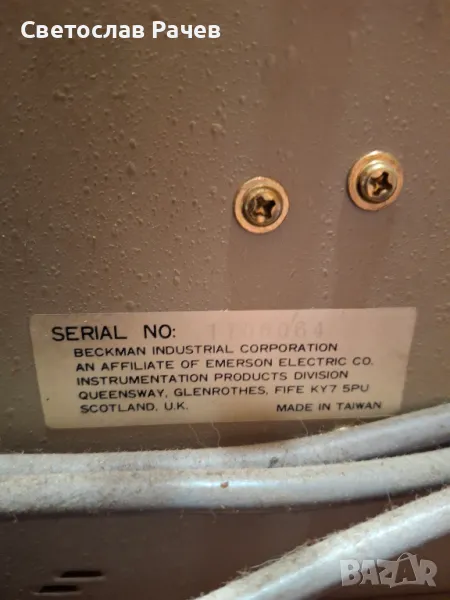 Светослав Рачев
SERIAL NO:
BECKMAN INDUSTRIAL CORPORATION
AN AFFILIATE OF EMERSON ELECTRIC CO.
INSTRUMENTATION PRODUCTS DIVISION
QUEENSWAY, GLENROTHES, FIFE KY7 5PU
SCOTLAND, U.K. MADE IN TAIWAN
BAZAR